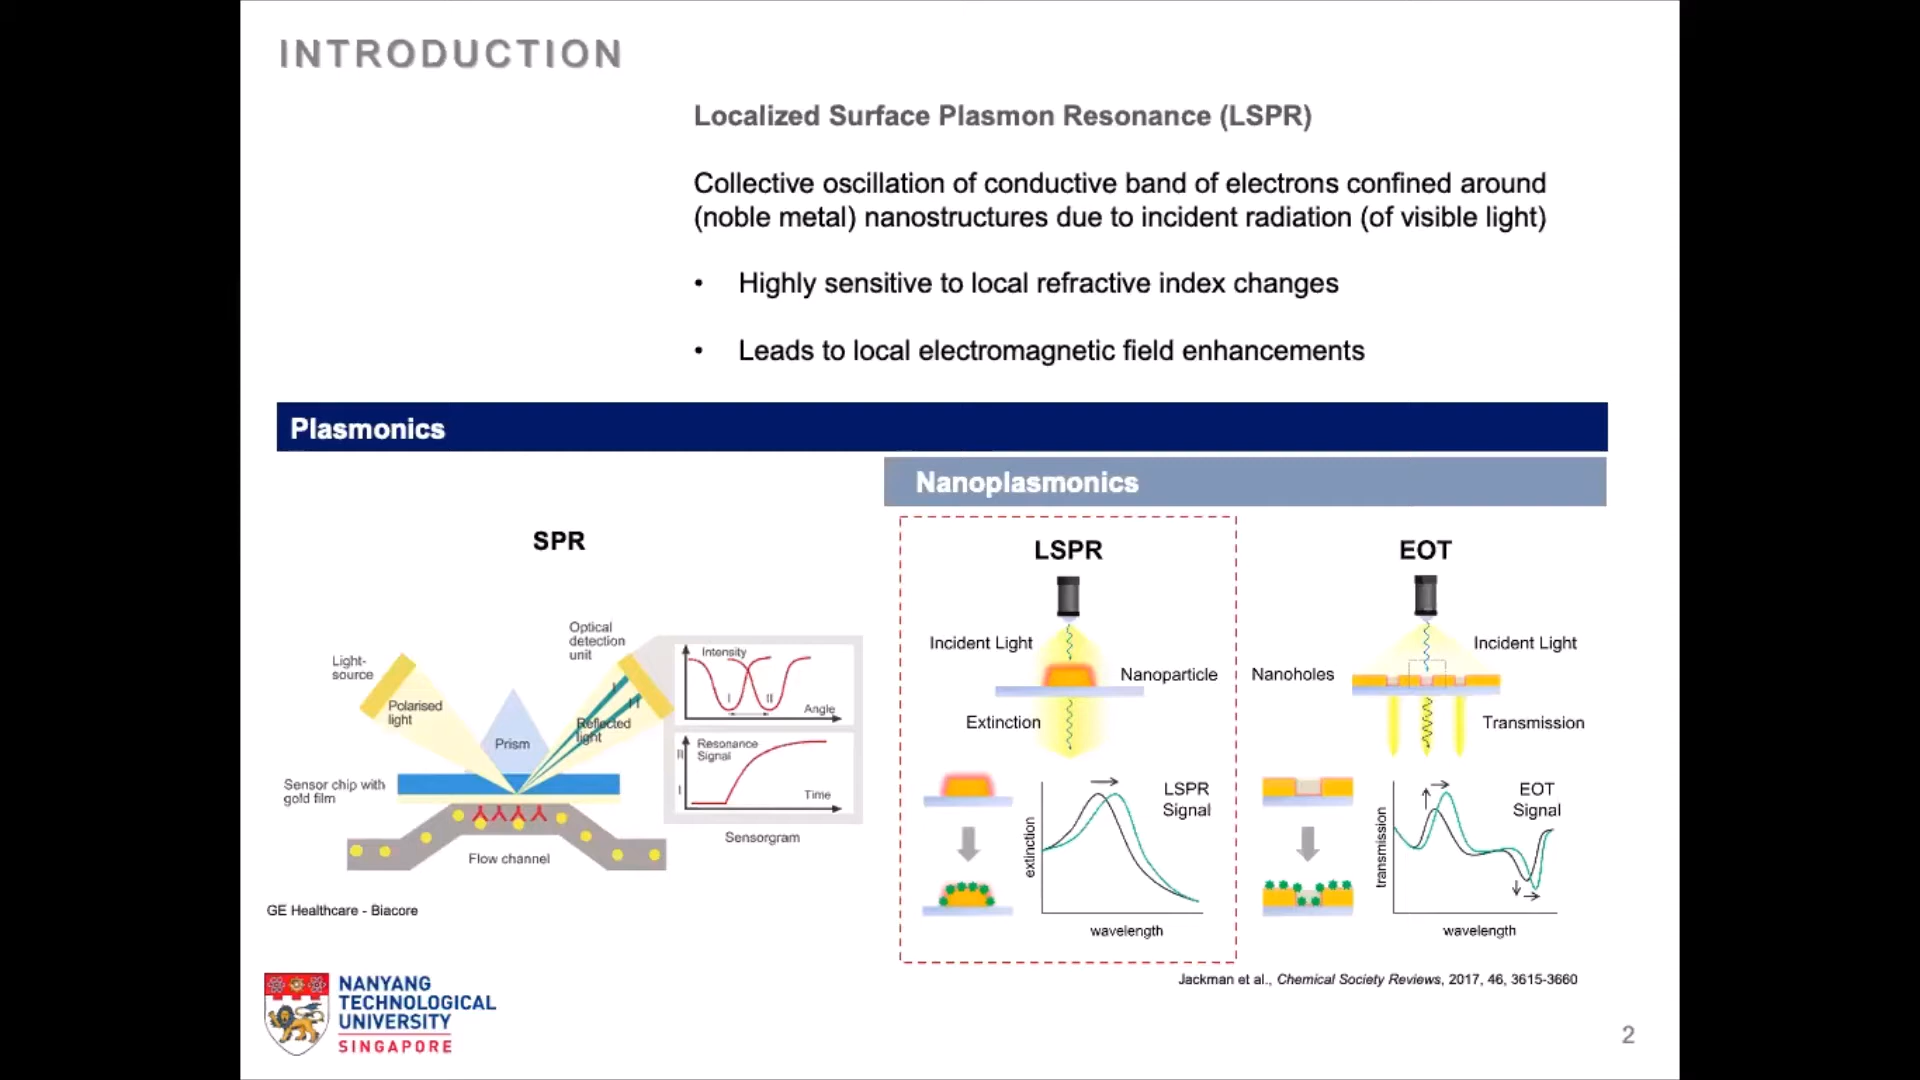 INTRODUCTION
Localized Surface Plasmon Resonance (LSPR)
Collective oscillation of conductive band of electrons confined around
(noble metal) nanostructures due to incident radiation (of visible light)
• Highly sensitive to local refractive index changes
• Leads to local electromagnetic field enhancements
Plasmonics
Nanoplasmonics
SPR
Light-
source
Polarised
light
Prism
Optical
detection
unit
I
II
Reflected
light
Sensor chip with
gold film
Flow channel
Intensity
I
II
Angle
Resonance
Signal
II
I
Time
Sensorgram
GE Healthcare - Biacore
LSPR
Incident Light
Nanoparticle
Extinction
LSPR
Signal
extinction
wavelength
EOT
Incident Light
Nanoholes
Transmission
EOT
Signal
transmission
wavelength
Jackman et al., Chemical Society Reviews, 2017, 46, 3615-3660
NANYANG
TECHNOLOGICAL
UNIVERSITY
SINGAPORE
2